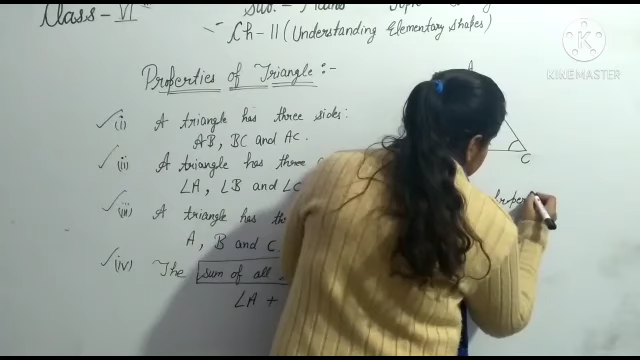 Class - VI
Sub. - Maths
Ch - 11 (Understanding Elementary Shapes)
KINEMASTER
Properties of Triangle :-
(i) A triangle has three sides:
AB, BC and AC.
C
(ii) A triangle has three
∠A, ∠B and ∠C
(iii) A triangle has
A, B and C.
(iv) The sum of all
∠A +